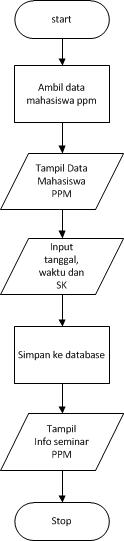 start
Ambil data
mahasiswa ppm
Tampil Data
Mahasiswa
PPM
Input
tanggal,
waktu dan
SK
Simpan ke database
Tampil
Info seminar
PPM
Stop